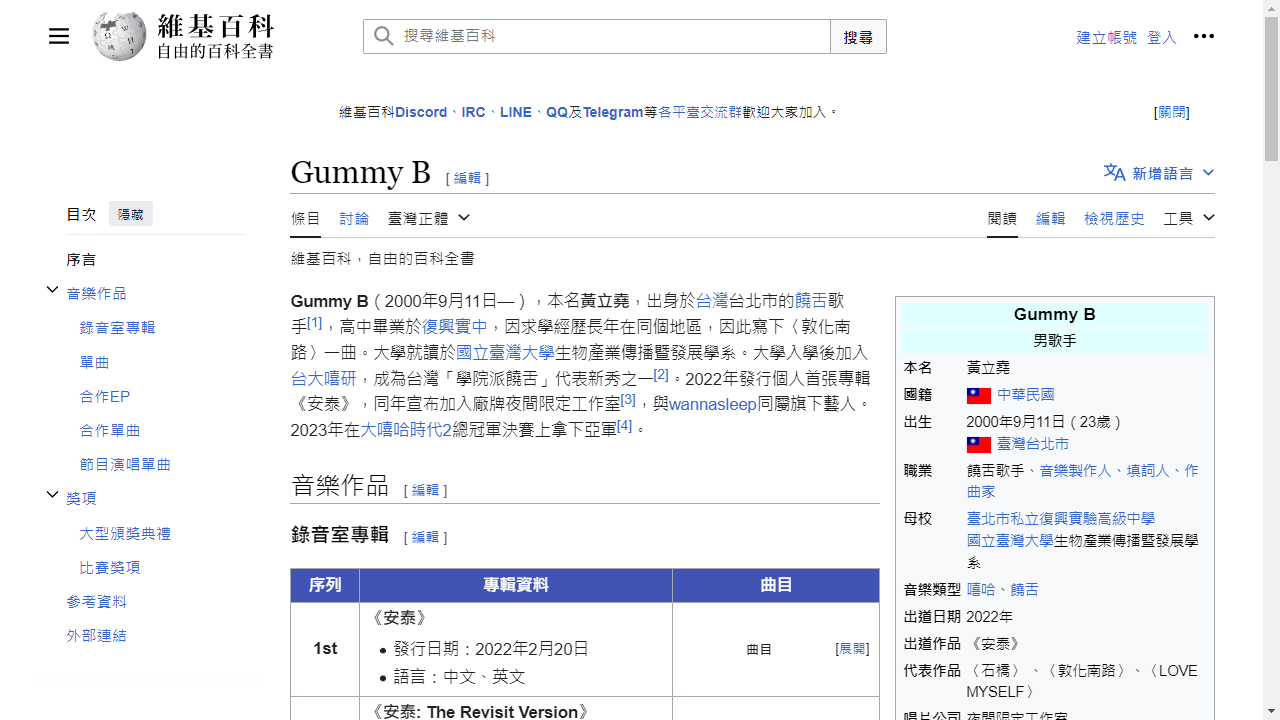 維基百科
自由的百科全書
搜尋維基百科
搜尋
建立帳號 登入
維基百科Discord、IRC、LINE、QQ及Telegram等各平臺交流群歡迎大家加入。
[關閉]
Gummy B [ 編輯 ]
新增語言
目次 隱藏
條目 討論 臺灣正體
閱讀 編輯 檢視歷史 工具
維基百科，自由的百科全書
序言
音樂作品
錄音室專輯
單曲
合作EP
合作單曲
節目演唱單曲
獎項
大型頒獎典禮
比賽獎項
參考資料
外部連結
Gummy B（2000年9月11日—），本名黃立堯，出身於台灣台北市的饒舌歌
手[1]，高中畢業於復興實中，因求學經歷長年在同個地區，因此寫下〈敦化南
路〉一曲。大學就讀於國立臺灣大學生物產業傳播暨發展學系。大學入學後加入
台大嘻研，成為台灣「學院派饒舌」代表新秀之一[2]。2022年發行個人首張專輯
《安泰》，同年宣布加入廠牌夜間限定工作室[3]，與wannasleep同屬旗下藝人。
2023年在大嘻哈時代2總冠軍決賽上拿下亞軍[4]。
音樂作品 [ 編輯 ]
錄音室專輯 [ 編輯 ]
序列 專輯資料 曲目
1st
《安泰》
發行日期：2022年2月20日
語言：中文、英文
曲目 [展開]
《安泰: The Revisit Version》
Gummy B
男歌手
本名 黃立堯
國籍 中華民國
出生 2000年9月11日（23歲）
臺灣台北市
職業 饒舌歌手、音樂製作人、填詞人、作
曲家
母校 臺北市私立復興實驗高級中學
國立臺灣大學生物產業傳播暨發展學
系
音樂類型 嘻哈、饒舌
出道日期 2022年
出道作品 《安泰》
代表作品 〈石橋〉、〈敦化南路〉、〈LOVE
MYSELF〉
唱片公司 夜間限定工作室